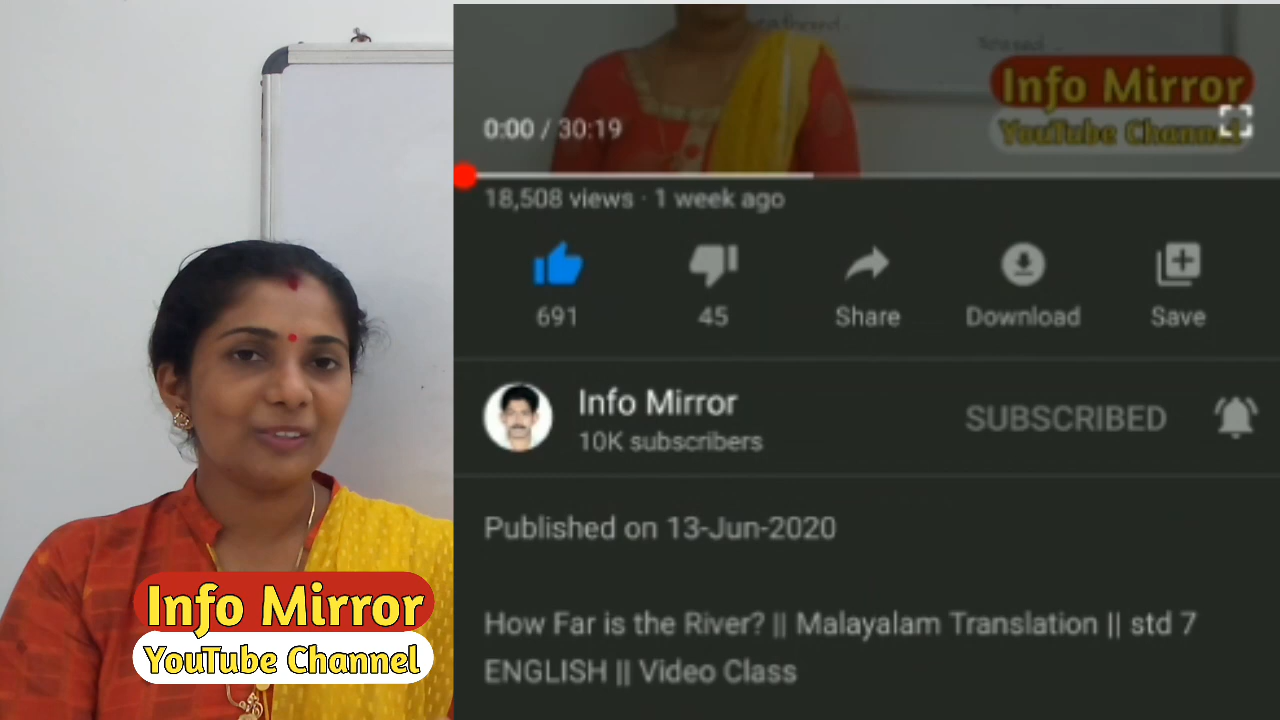 Info Mirror
YouTube Channel
Info Mirror
YouTube Channel
0:00 / 30:19
18,508 views · 1 week ago
691
45
Share
Download
Save
Info Mirror
10K subscribers
SUBSCRIBED
Published on 13-Jun-2020
How Far is the River? || Malayalam Translation || std 7
ENGLISH || Video Class